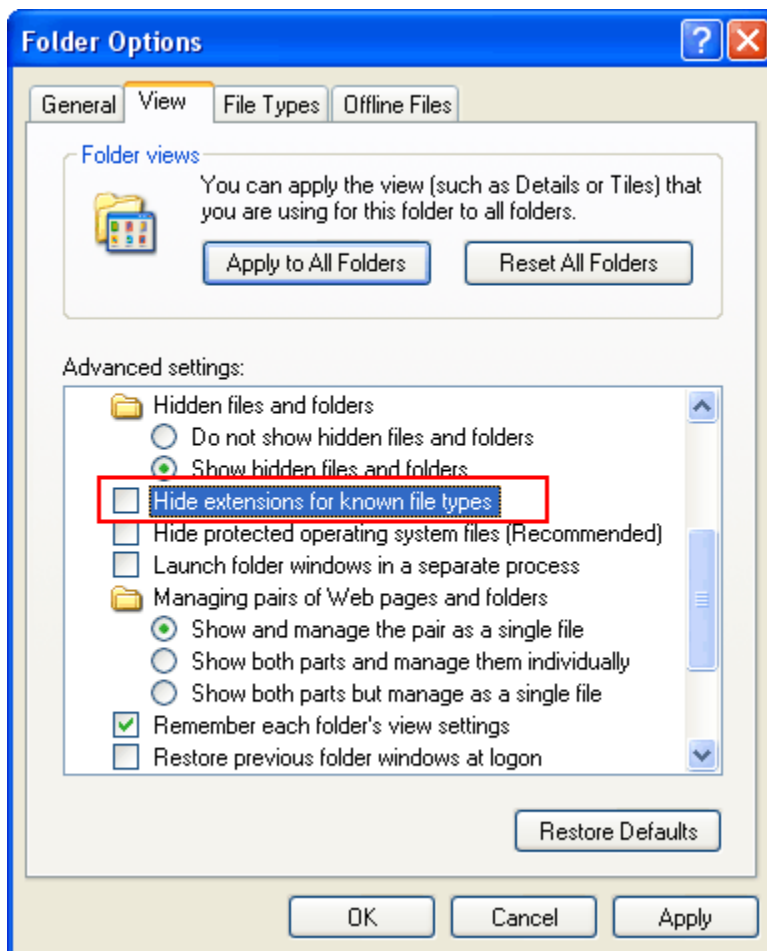 Folder Options
General View File Types Offline Files
Folder views
You can apply the view (such as Details or Tiles) that
you are using for this folder to all folders.
Apply to All Folders Reset All Folders
Advanced settings:
Hidden files and folders
Do not show hidden files and folders
Show hidden files and folders
Hide extensions for known file types
Hide protected operating system files (Recommended)
Launch folder windows in a separate process
Managing pairs of Web pages and folders
Show and manage the pair as a single file
Show both parts and manage them individually
Show both parts but manage as a single file
Remember each folder's view settings
Restore previous folder windows at logon
Restore Defaults
OK Cancel Apply